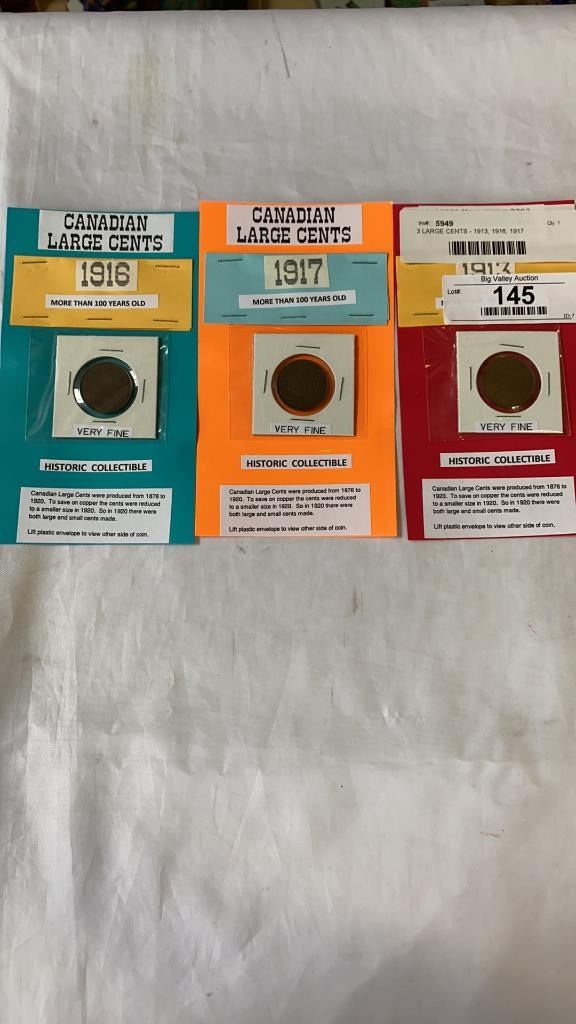 CANADIAN
LARGE CENTS
1916
MORE THAN 100 YEARS OLD
VERY FINE
HISTORIC COLLECTIBLE
Canadian Large Cents were produced from 1876 to
1920. To save on copper the cents were reduced
to a smaller size in 1920. So in 1920 there were
both large and small cents made.
Lift plastic envelope to view other side of coin.
CANADIAN
LARGE CENTS
1917
MORE THAN 100 YEARS OLD
VERY FINE
HISTORIC COLLECTIBLE
Canadian Large Cents were produced from 1876 to
1920. To save on copper the cents were reduced
to a smaller size in 1920. So in 1920 there were
both large and small cents made.
Lift plastic envelope to view other side of coin.
Inv#: 5949 Qty 1
3 LARGE CENTS - 1913, 1916, 1917
1913
Big Valley Auction
Lot#: 145
ID:7
VERY FINE
HISTORIC COLLECTIBLE
Canadian Large Cents were produced from 1876 to
1920. To save on copper the cents were reduced
to a smaller size in 1920. So in 1920 there were
both large and small cents made.
Lift plastic envelope to view other side of coin.